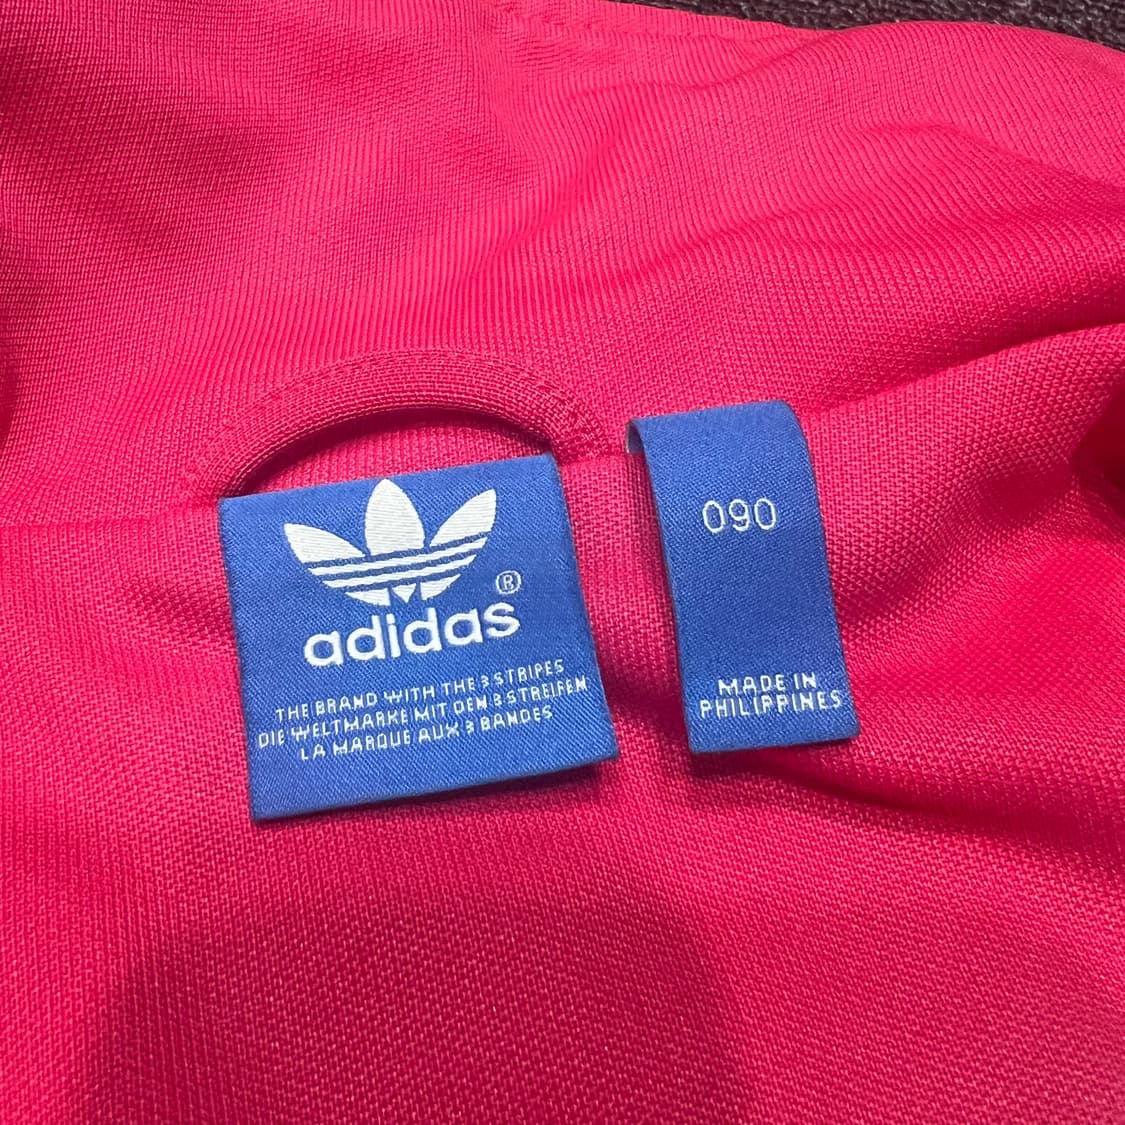 ®
adidas
THE BRAND WITH THE 3 STRIPES
DIE WELTMARKE MIT DEN 3 STREIFEN
LA MARQUE AUX 3 BANDES
090
MADE IN
PHILIPPINES